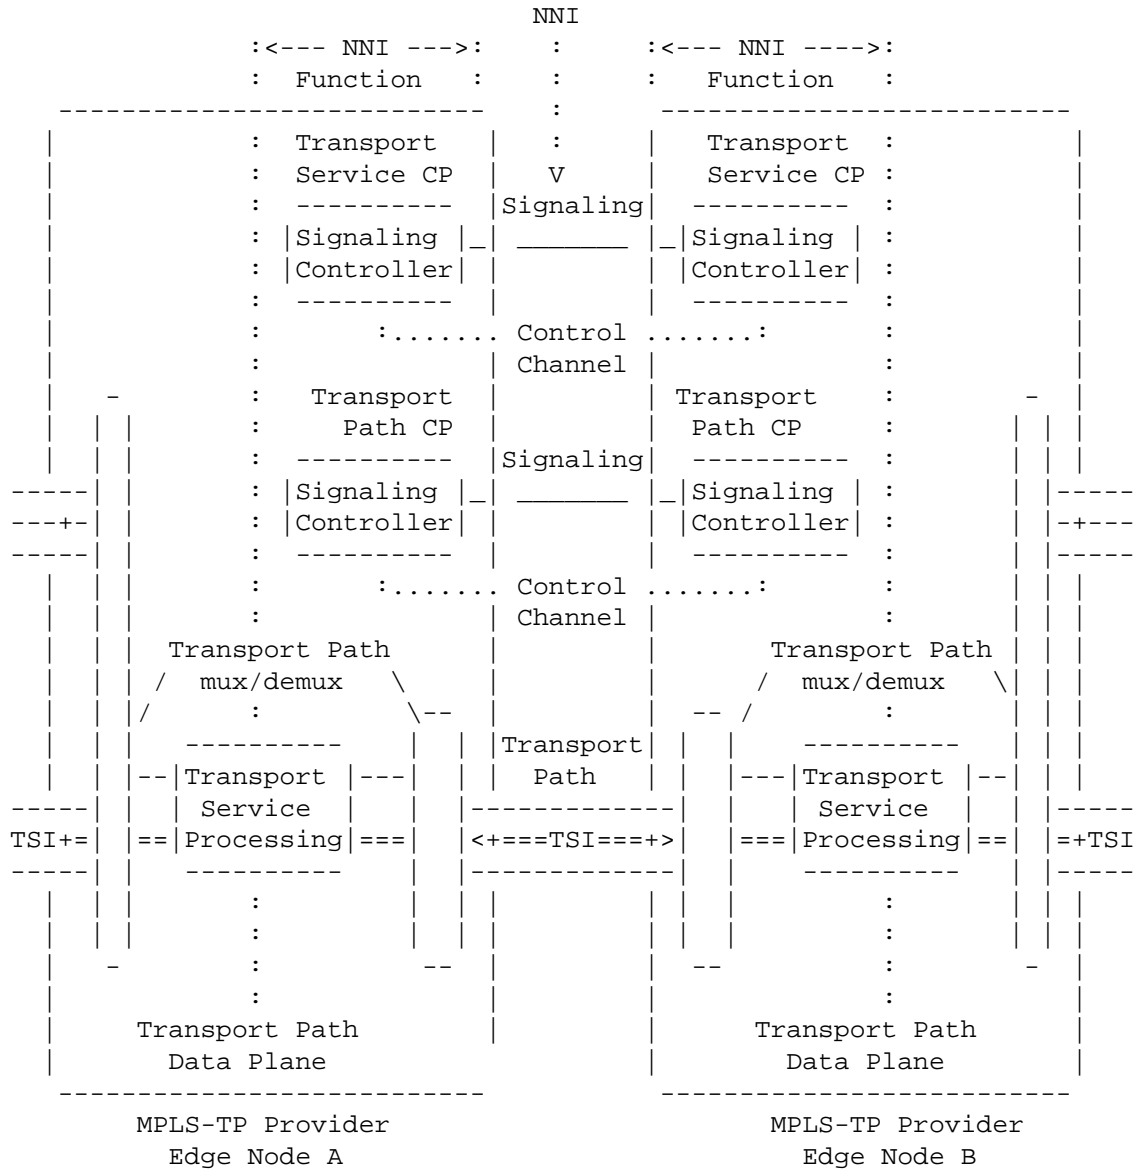 NNI
:<--- NNI --->: : :<--- NNI ---->:
: Function : : : Function :
: Transport | : | Transport :
: Service CP | V | Service CP :
: ---------- |Signaling| ---------- :
: |Signaling |_| _______ |_|Signaling | :
: |Controller| | | |Controller| :
: ---------- | | ---------- :
: :....... Control .......: :
: | Channel | :
: Transport | | Transport :
: Path CP | | Path CP :
: ---------- |Signaling| ---------- :
: |Signaling |_| _______ |_|Signaling | :
: |Controller| | | |Controller| :
: ---------- | | ---------- :
: :....... Control .......: :
: | Channel | :
Transport Path | | Transport Path
/ mux/demux \ | | / mux/demux \
---------- | | |Transport| | | ----------
|--|Transport |---| | | Path | | |---|Transport |--|
-----| | | Service | | |-------------| | | Service | | |-----
TSI+=| |==|Processing|===| |<+===TSI===+>| |===|Processing|==| |=+TSI
-----| | ---------- | |-------------| | ---------- | |-----
Transport Path | | Transport Path
Data Plane | Data Plane
MPLS-TP Provider MPLS-TP Provider
Edge Node A Edge Node B